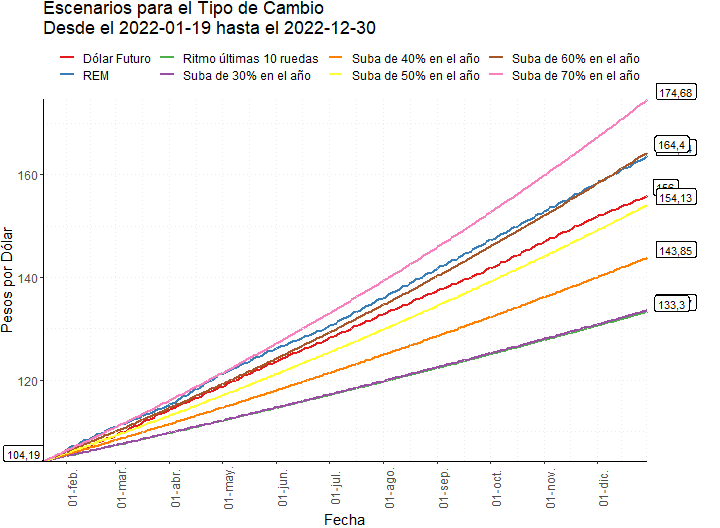 Escenarios para el Tipo de Cambio
Desde el 2022-01-19 hasta el 2022-12-30
Dólar Futuro
Ritmo últimas 10 ruedas
Suba de 40% en el año
Suba de 60% en el año
REM
Suba de 30% en el año
Suba de 50% en el año
Suba de 70% en el año
174,68
164,4
154,13
143,85
133,3
104,19
160
140
120
Pesos por Dólar
01-feb.
01-mar.
01-abr.
01-may.
01-jun.
01-jul.
01-ago.
01-sep.
01-oct.
01-nov.
01-dic.
Fecha